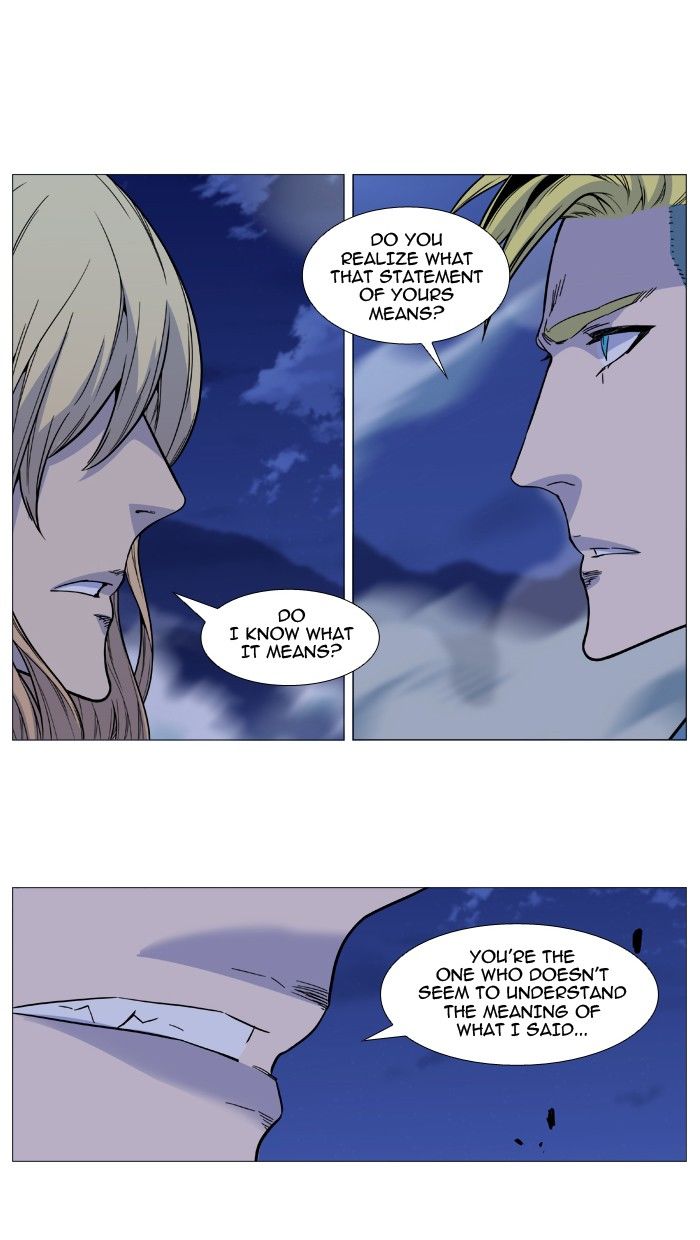 DO YOU
REALIZE WHAT
THAT STATEMENT
OF YOURS
MEANS?
DO
I KNOW WHAT
IT MEANS?
YOU'RE THE
ONE WHO DOESN'T
SEEM TO UNDERSTAND
THE MEANING OF
WHAT I SAID...